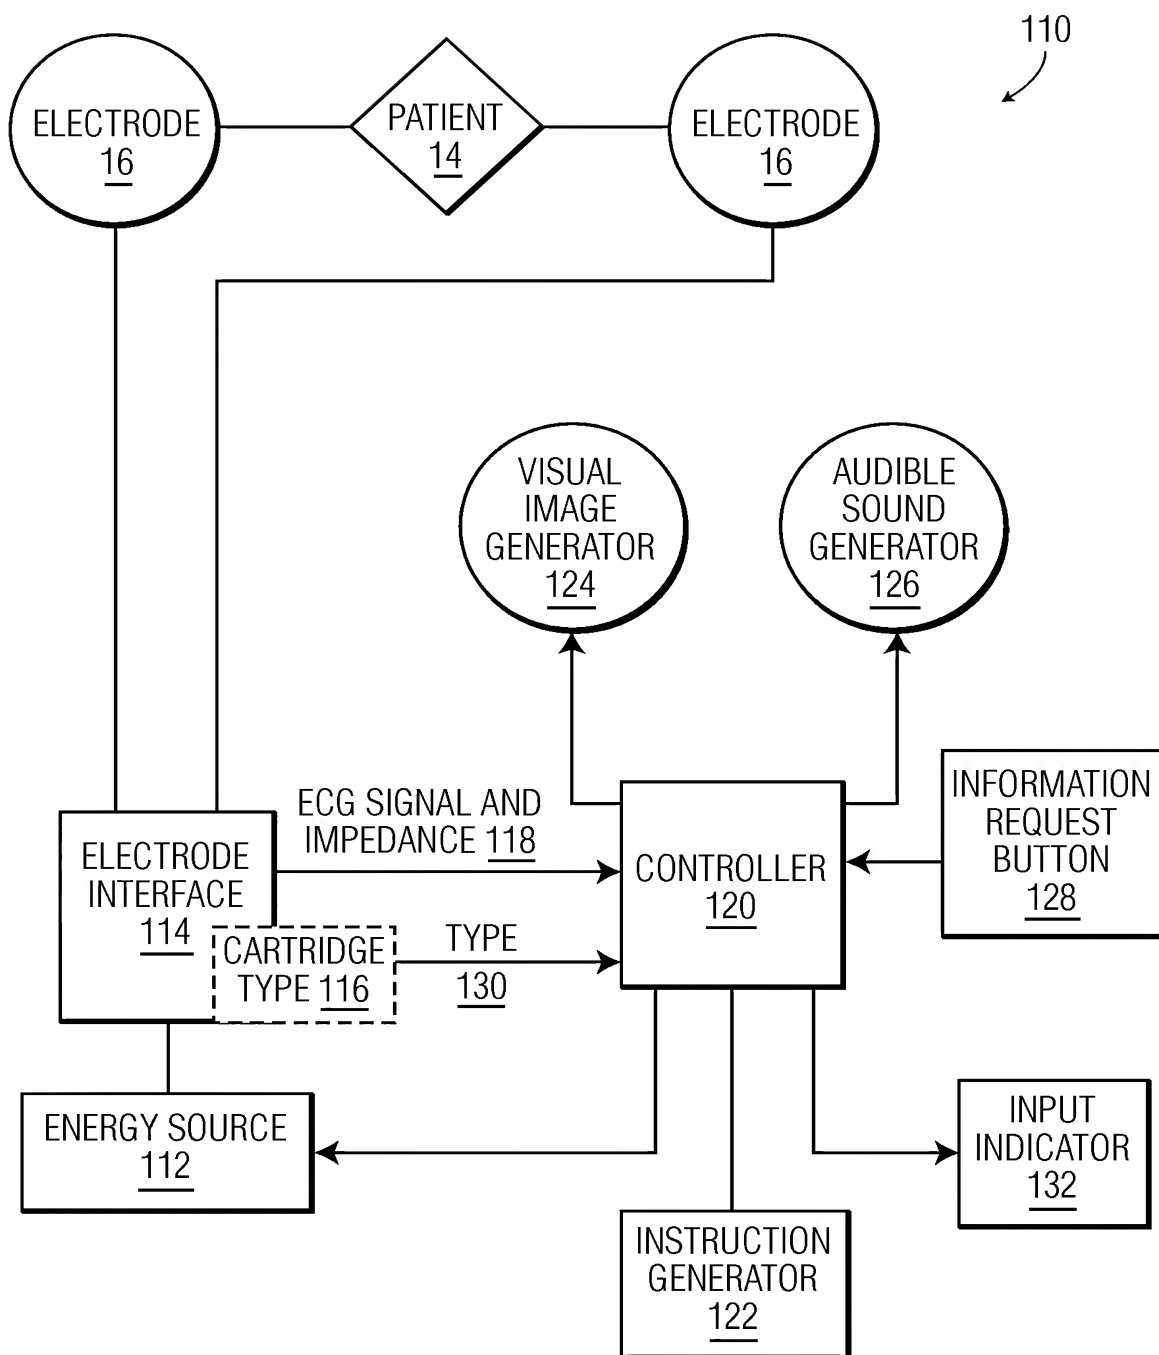 110
ELECTRODE
16
PATIENT
14
ELECTRODE
16
VISUAL
IMAGE
GENERATOR
124
AUDIBLE
SOUND
GENERATOR
126
ECG SIGNAL AND
IMPEDANCE 118
ELECTRODE
INTERFACE
114
CARTRIDGE
TYPE 116
TYPE
130
CONTROLLER
120
INFORMATION
REQUEST
BUTTON
128
ENERGY SOURCE
112
INPUT
INDICATOR
132
INSTRUCTION
GENERATOR
122